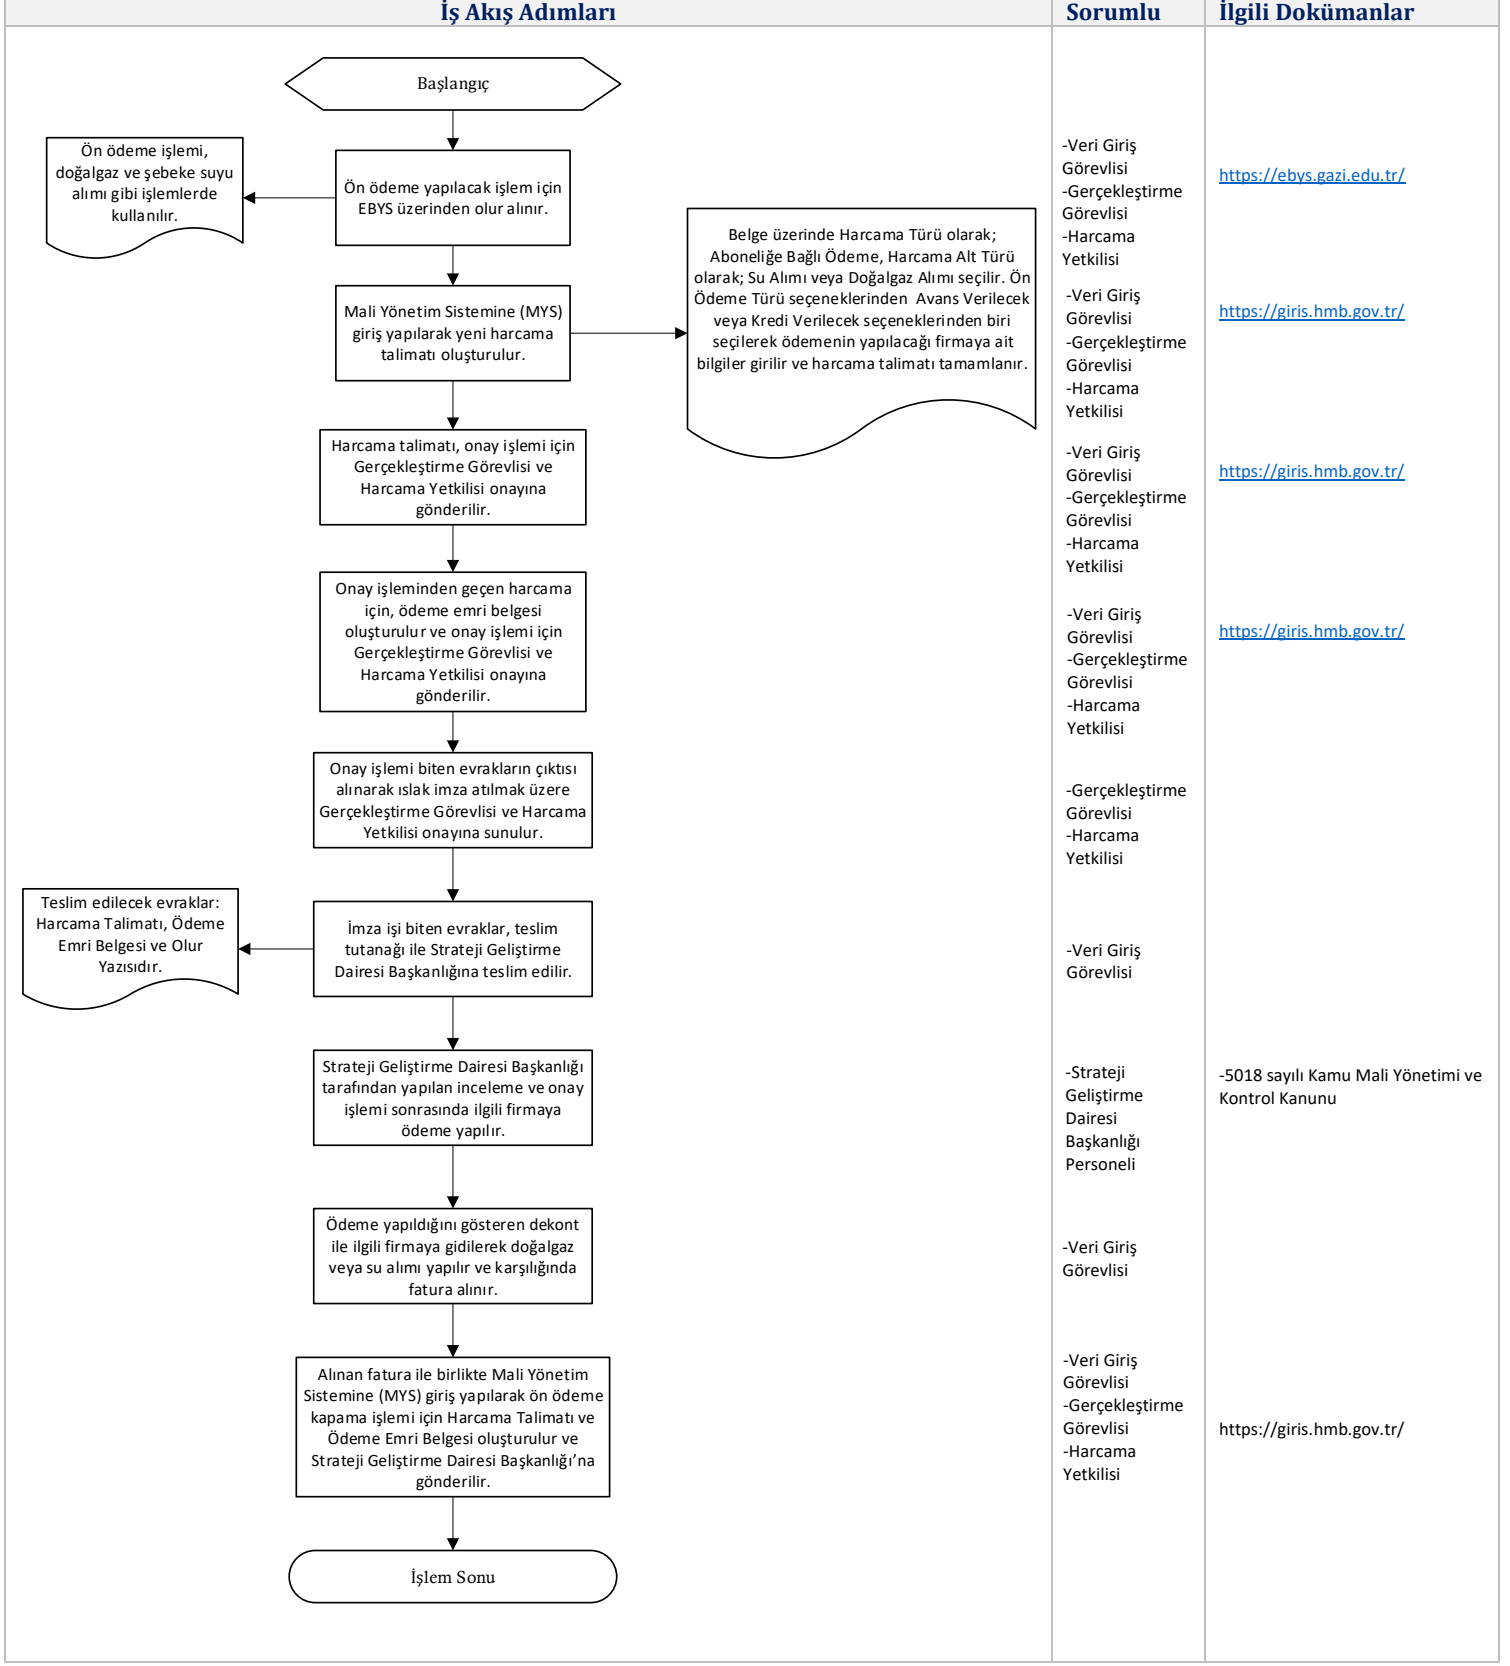 İş Akış Adımları
Sorumlu
İlgili Dokümanlar
Başlangıç
Ön ödeme işlemi,
doğalgaz ve şebeke suyu
alımı gibi işlemlerde
kullanılır.
Ön ödeme yapılacak işlem için
EBYS üzerinden olur alınır.
-Veri Giriş
Görevlisi
-Gerçekleştirme
Görevlisi
-Harcama
Yetkilisi
https://ebys.gazi.edu.tr/
Mali Yönetim Sistemine (MYS)
giriş yapılarak yeni harcama
talimatı oluşturulur.
Belge üzerinde Harcama Türü olarak;
Aboneliğe Bağlı Ödeme, Harcama Alt Türü
olarak; Su Alımı veya Doğalgaz Alımı seçilir. Ön
Ödeme Türü seçeneklerinden Avans Verilecek
veya Kredi Verilecek seçeneklerinden biri
seçilerek ödemenin yapılacağı firmaya ait
bilgiler girilir ve harcama talimatı tamamlanır.
-Veri Giriş
Görevlisi
-Gerçekleştirme
Görevlisi
-Harcama
Yetkilisi
https://giris.hmb.gov.tr/
Harcama talimatı, onay işlemi için
Gerçekleştirme Görevlisi ve
Harcama Yetkilisi onayına
gönderilir.
-Veri Giriş
Görevlisi
-Gerçekleştirme
Görevlisi
-Harcama
Yetkilisi
https://giris.hmb.gov.tr/
Onay işleminden geçen harcama
için, ödeme emri belgesi
oluşturulur ve onay işlemi için
Gerçekleştirme Görevlisi ve
Harcama Yetkilisi onayına
gönderilir.
-Veri Giriş
Görevlisi
-Gerçekleştirme
Görevlisi
-Harcama
Yetkilisi
https://giris.hmb.gov.tr/
Onay işlemi biten evrakların çıktısı
alınarak ıslak imza atılmak üzere
Gerçekleştirme Görevlisi ve Harcama
Yetkilisi onayına sunulur.
-Gerçekleştirme
Görevlisi
-Harcama
Yetkilisi
Teslim edilecek evraklar:
Harcama Talimatı, Ödeme
Emri Belgesi ve Olur
Yazısıdır.
İmza işi biten evraklar, teslim
tutanağı ile Strateji Geliştirme
Dairesi Başkanlığına teslim edilir.
-Veri Giriş
Görevlisi
Strateji Geliştirme Dairesi Başkanlığı
tarafından yapılan inceleme ve onay
işlemi sonrasında ilgili firmaya
ödeme yapılır.
-Strateji
Geliştirme
Dairesi
Başkanlığı
Personeli
-5018 sayılı Kamu Mali Yönetimi ve
Kontrol Kanunu
Ödeme yapıldığını gösteren dekont
ile ilgili firmaya gidilerek doğalgaz
veya su alımı yapılır ve karşılığında
fatura alınır.
-Veri Giriş
Görevlisi
Alınan fatura ile birlikte Mali Yönetim
Sistemine (MYS) giriş yapılarak ön ödeme
kapama işlemi için Harcama Talimatı ve
Ödeme Emri Belgesi oluşturulur ve
Strateji Geliştirme Dairesi Başkanlığı’na
gönderilir.
-Veri Giriş
Görevlisi
-Gerçekleştirme
Görevlisi
-Harcama
Yetkilisi
https://giris.hmb.gov.tr/
İşlem Sonu